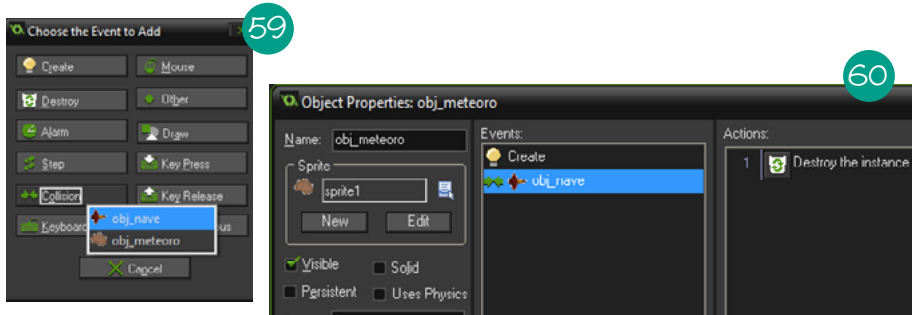 59
Choose the Event to Add
Create
Mouse
Destroy
Other
Alarm
Draw
Step
Key Press
Collision
Key Release
Keyboard
obj_nave
obj_meteoro
Cancel
60
Object Properties: obj_meteoro
Name: obj_meteoro
Sprite
sprite1
New Edit
Visible Solid
Persistent Uses Physics
Events:
Create
obj_nave
Actions:
1 Destroy the instance